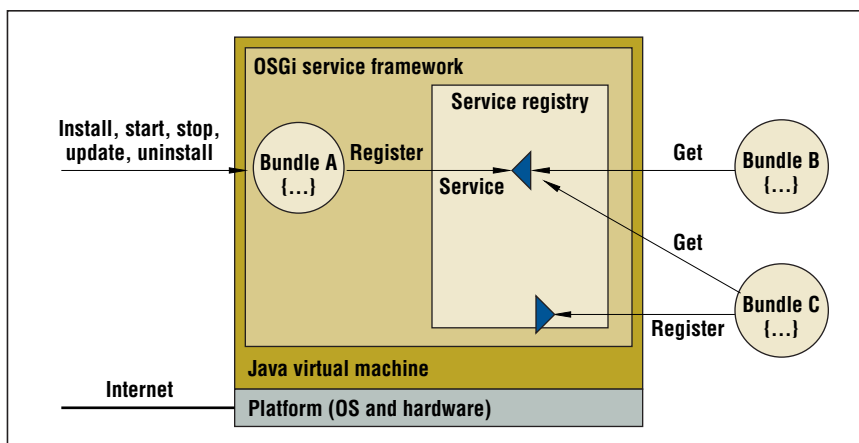 OSGi service framework
Service registry
Install, start, stop,
update, uninstall
Bundle A
{...}
Register
Service
Get
Bundle B
{...}
Get
Bundle C
{...}
Register
Java virtual machine
Internet
Platform (OS and hardware)